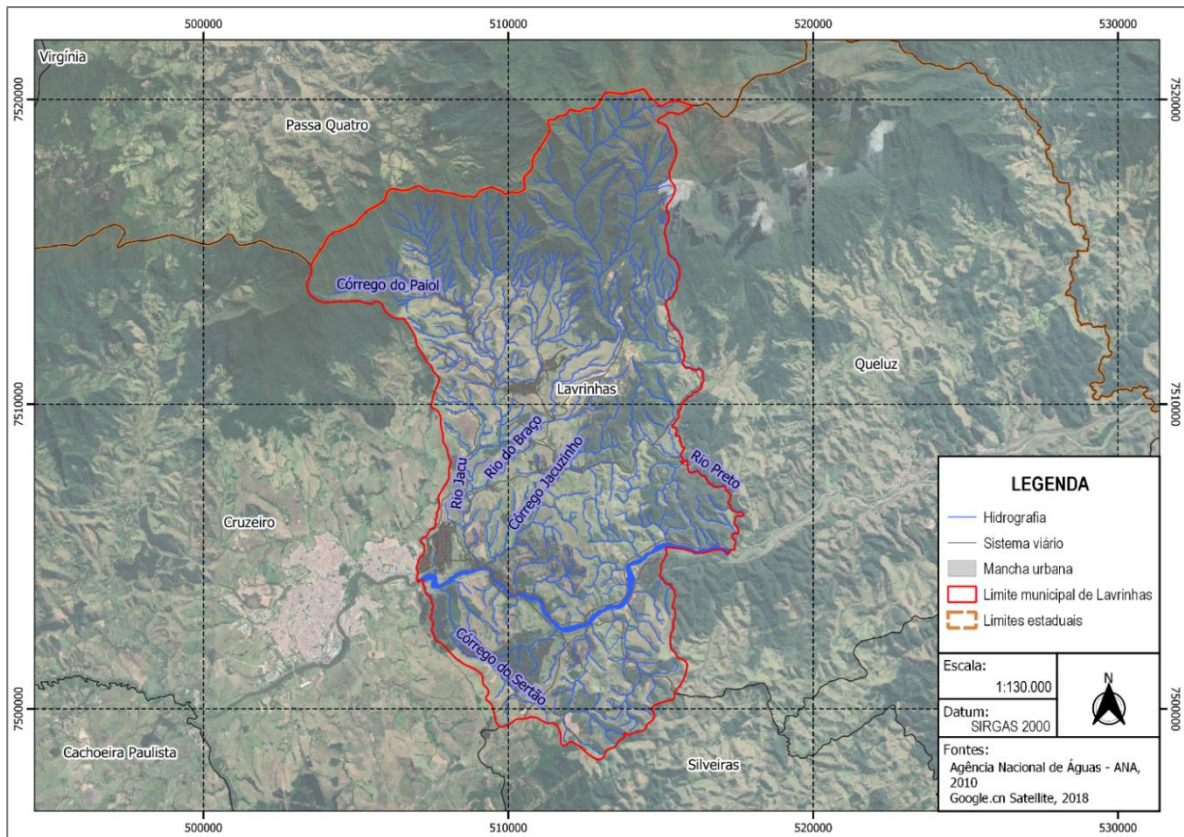 500000
510000
520000
530000
Virgínia
7520000
7520000
Passa Quatro
Córrego do Paiol
Queluz
Lavrinhas
7510000
7510000
Rio do Braço
Rio Jacu
Córrego Jacuzinho
Rio Preto
Cruzeiro
Córrego do Sertão
7500000
7500000
Cachoeira Paulista
Silveiras
LEGENDA
Hidrografia
Sistema viário
Mancha urbana
Limite municipal de Lavrinhas
Limites estaduais
Escala:
1:130.000
N
Datum:
SIRGAS 2000
Fontes:
Agência Nacional de Águas - ANA,
2010
Google.cn Satellite, 2018
500000
510000
520000
530000